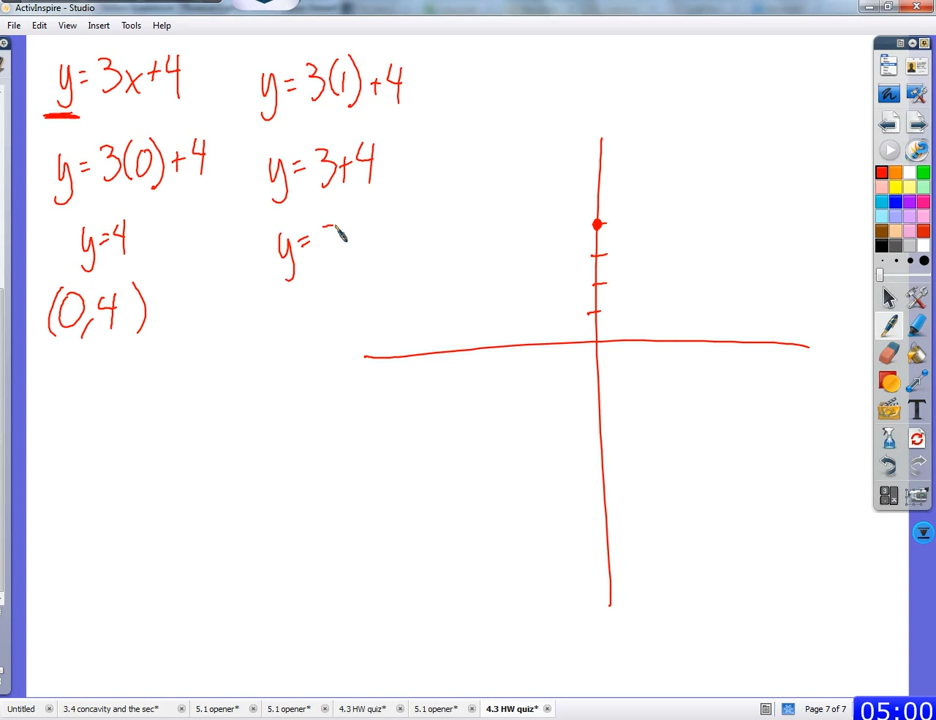 ActivInspire - Studio
File Edit View Insert Tools Help
y=3x+4
y=3(0)+4
y=4
(0,4)
y=3(1)+4
y=3+4
y=
Untitled 3.4 concavity and the sec* 5.1 opener* 5.1 opener* 4.3 HW quiz* 5.1 opener* 4.3 HW quiz* Page 7 of 7
05:00